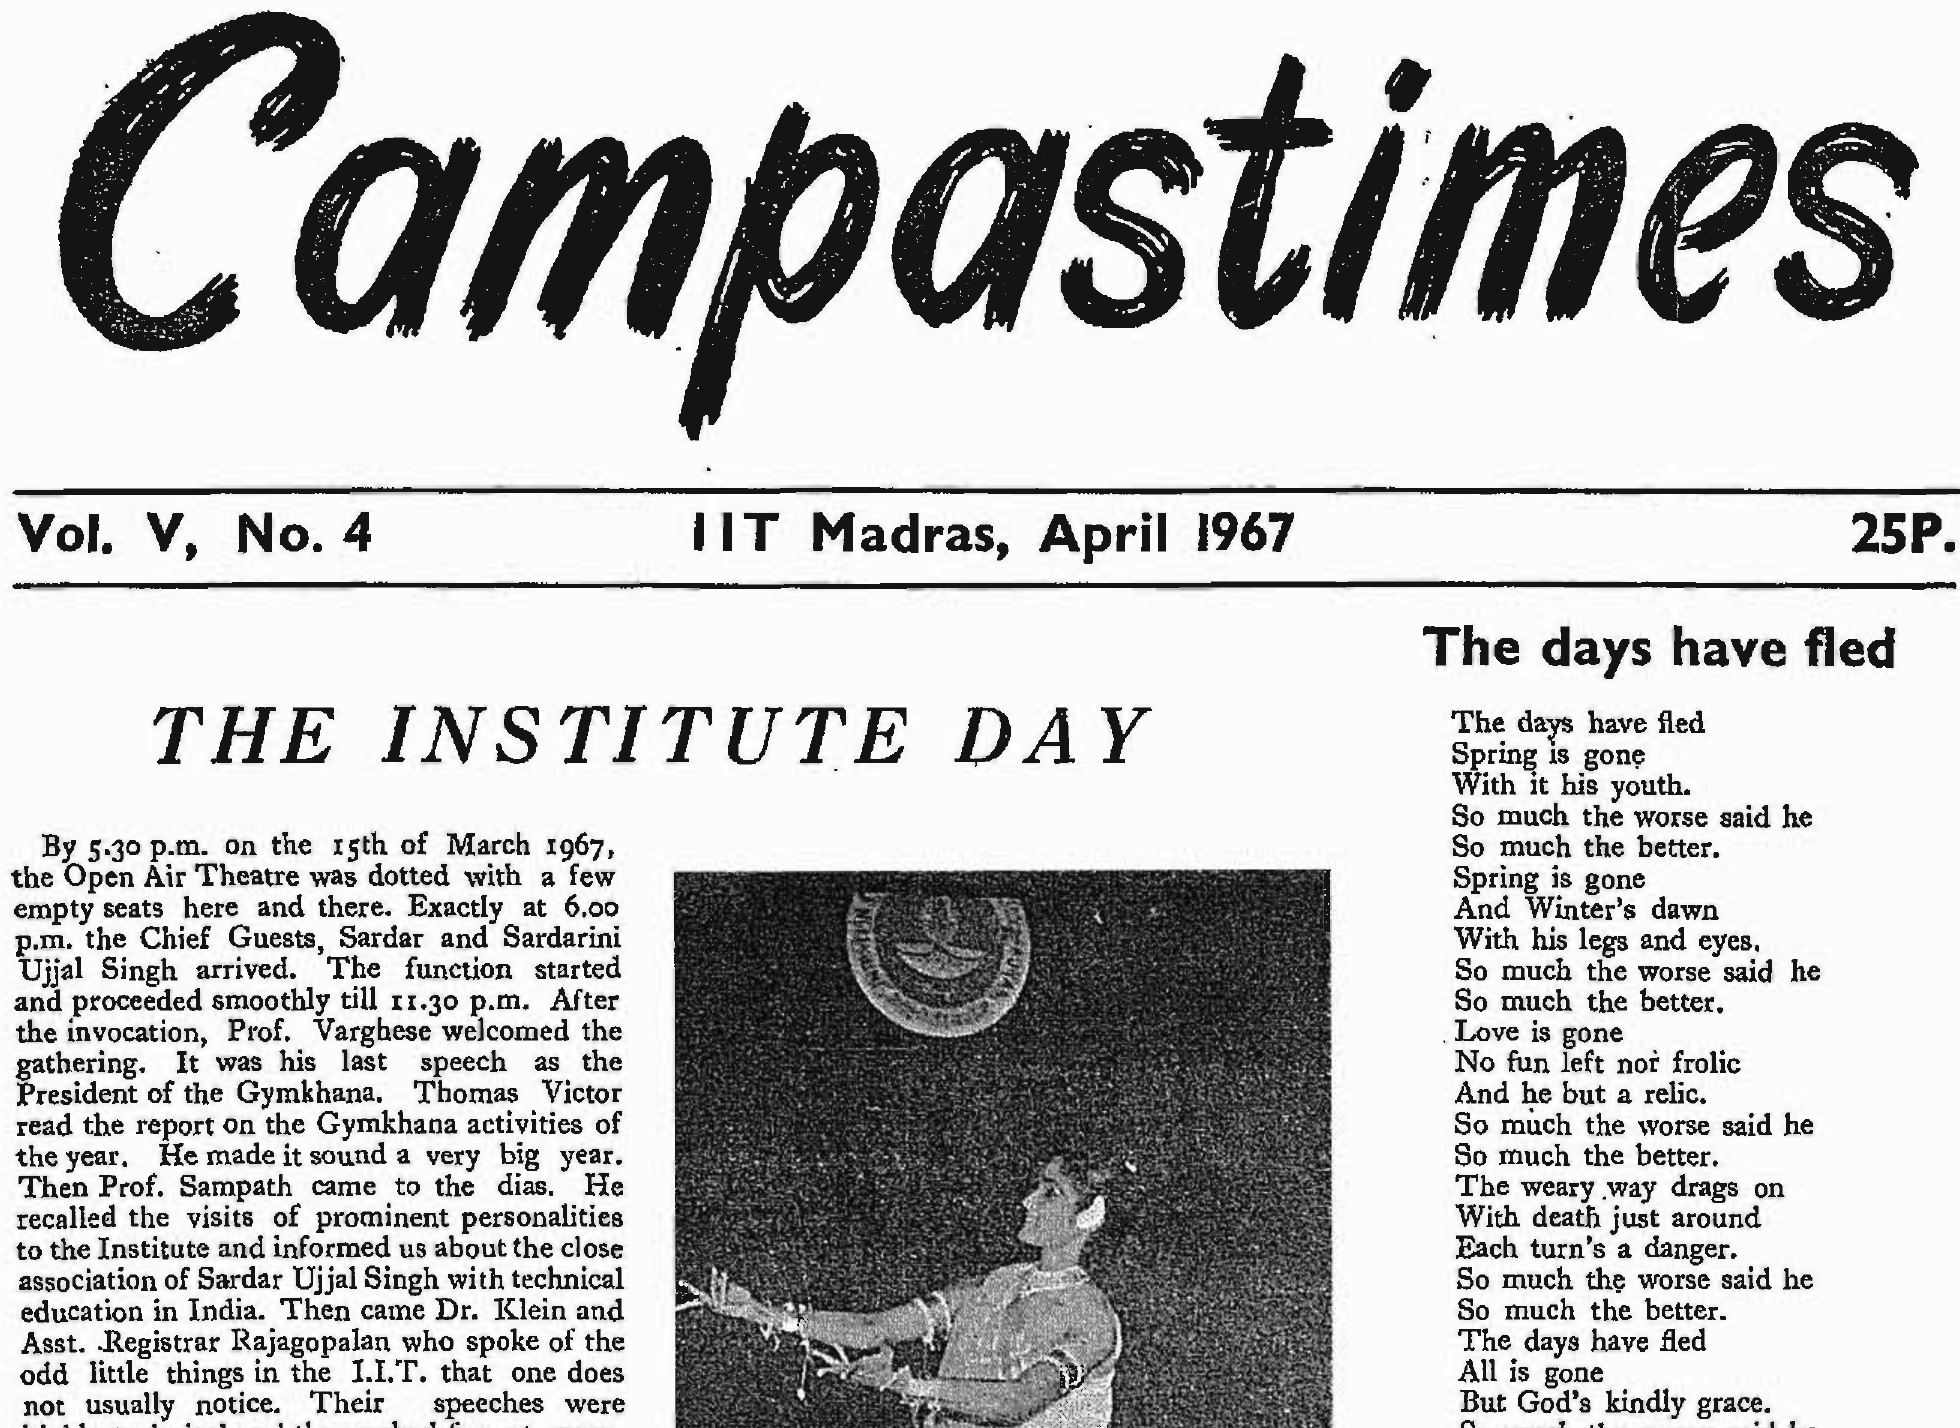 Campastimes
Vol. V, No. 4 IIT Madras, April 1967 25P.
THE INSTITUTE DAY
By 5.30 p.m. on the 15th of March 1967,
the Open Air Theatre was dotted with a few
empty seats here and there. Exactly at 6.00
p.m. the Chief Guests, Sardar and Sardarini
Ujjal Singh arrived. The function started
and proceeded smoothly till 11.30 p.m. After
the invocation, Prof. Varghese welcomed the
gathering. It was his last speech as the
President of the Gymkhana. Thomas Victor
read the report on the Gymkhana activities of
the year. He made it sound a very big year.
Then Prof. Sampath came to the dias. He
recalled the visits of prominent personalities
to the Institute and informed us about the close
association of Sardar Ujjal Singh with technical
education in India. Then came Dr. Klein and
Asst. Registrar Rajagopalan who spoke of the
odd little things in the I.I.T. that one does
not usually notice. Their speeches were
The days have fled
The days have fled
Spring is gone
With it his youth.
So much the worse said he
So much the better.
Spring is gone
And Winter's dawn
With his legs and eyes.
So much the worse said he
So much the better.
Love is gone
No fun left nor frolic
And he but a relic.
So much the worse said he
So much the better.
The weary way drags on
With death just around
Each turn's a danger.
So much the worse said he
So much the better.
The days have fled
All is gone
But God's kindly grace.